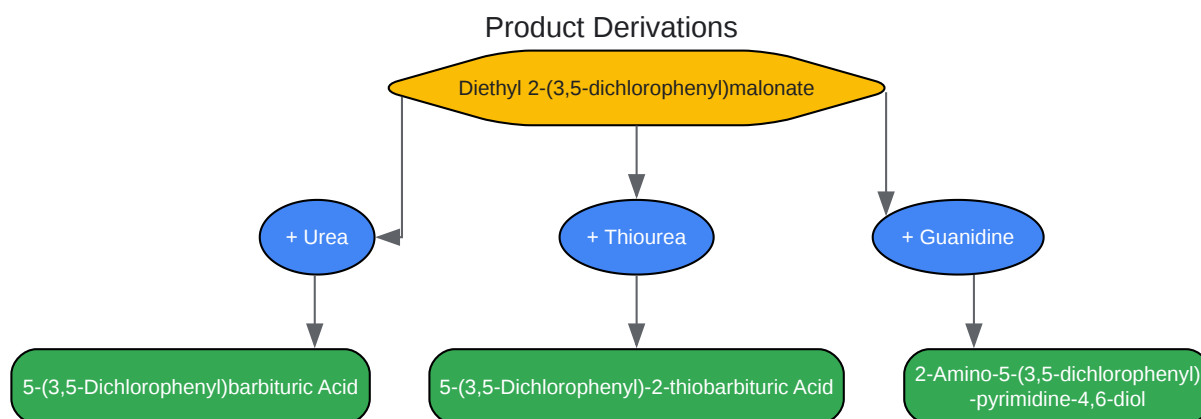 Product Derivations
Diethyl 2-(3,5-dichlorophenyl)malonate
+ Urea
+ Thiourea
+ Guanidine
5-(3,5-Dichlorophenyl)barbituric Acid
5-(3,5-Dichlorophenyl)-2-thiobarbituric Acid
2-Amino-5-(3,5-dichlorophenyl)
-pyrimidine-4,6-diol